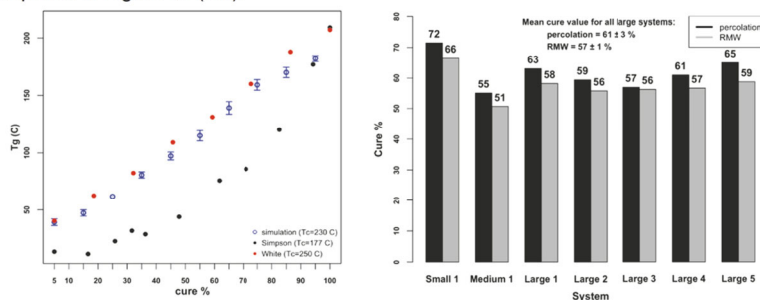 200
150
100
50
Tg (C)
simulation (Tc=230 C)
Simpson (Tc=177 C)
White (Tc=250 C)
5 10 20 30 40 50 60 70 80 90 100
cure %
Mean cure value for all large systems:
percolation = 61 ± 3 %
RMW = 57 ± 1 %
percolation
RMW
80
70
60
50
40
30
20
10
0
Cure %
72 66 55 51 63 58 59 56 57 56 61 57 65 59
Small 1 Medium 1 Large 1 Large 2 Large 3 Large 4 Large 5
System